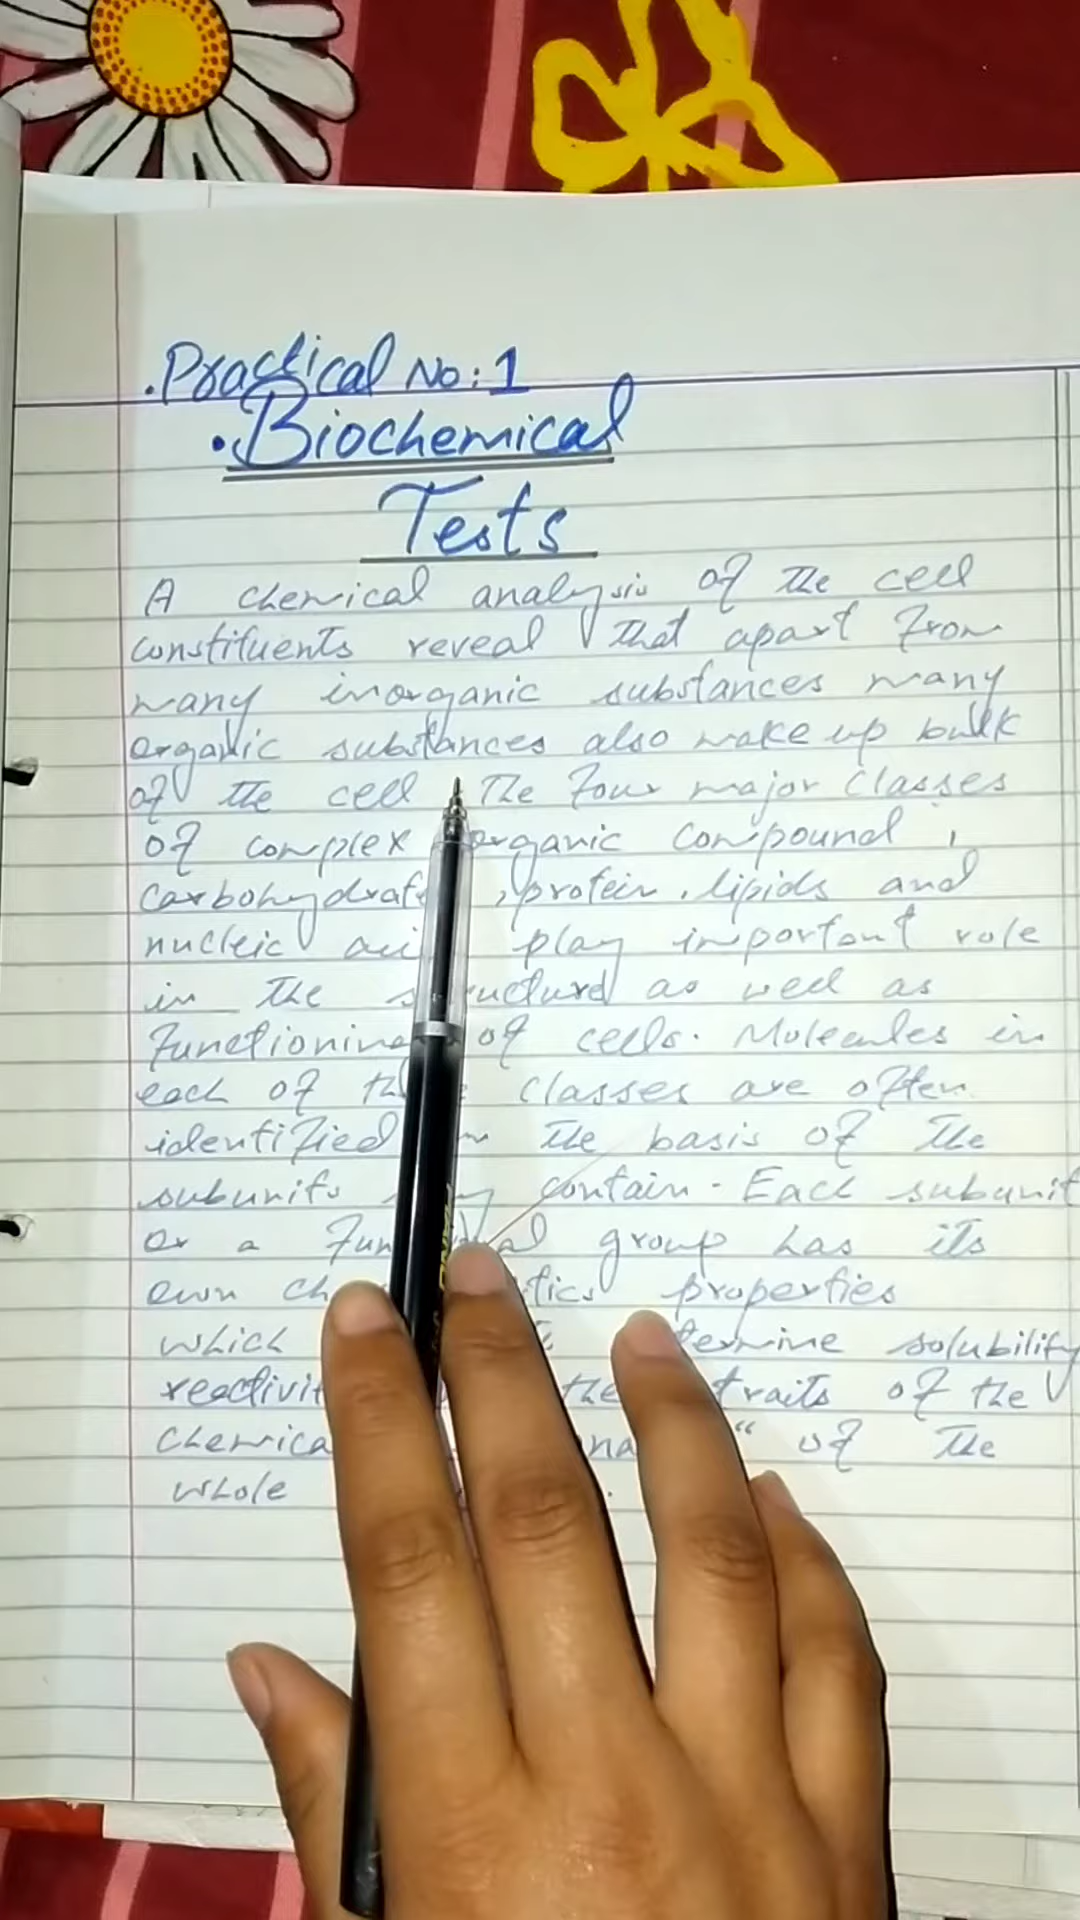 .Practical No:1
.Biochemical
Tests
A chemical analysis of the cell
constituents reveal that apart from
many inorganic substances many
organic substances also make up bulk
of the cell The four major classes
of complex organic compound,
carbohydrate, protein, lipids and
nucleic play important role
in the structured as well as
functioning of cells. Molecules in
each of classes are often
identified the basis of the
subunits contain. Each subunit
or a group has its
own properties
which solubility
the traits of the
" of the
whole